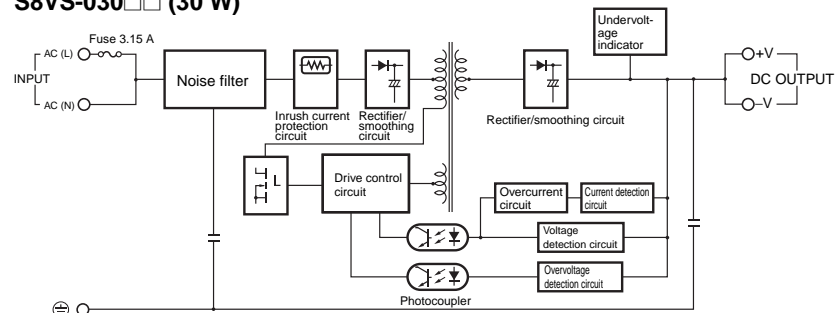 S8VS-030□□ (30 W)
Undervolt-
age
indicator
Fuse 3.15 A
AC (L)
INPUT
AC (N)
Noise filter
+V
DC OUTPUT
−V
Inrush current
protection
circuit
Rectifier/
smoothing
circuit
Rectifier/smoothing circuit
Drive control
circuit
Overcurrent
circuit
Current detection
circuit
Voltage
detection circuit
Overvoltage
detection circuit
Photocoupler